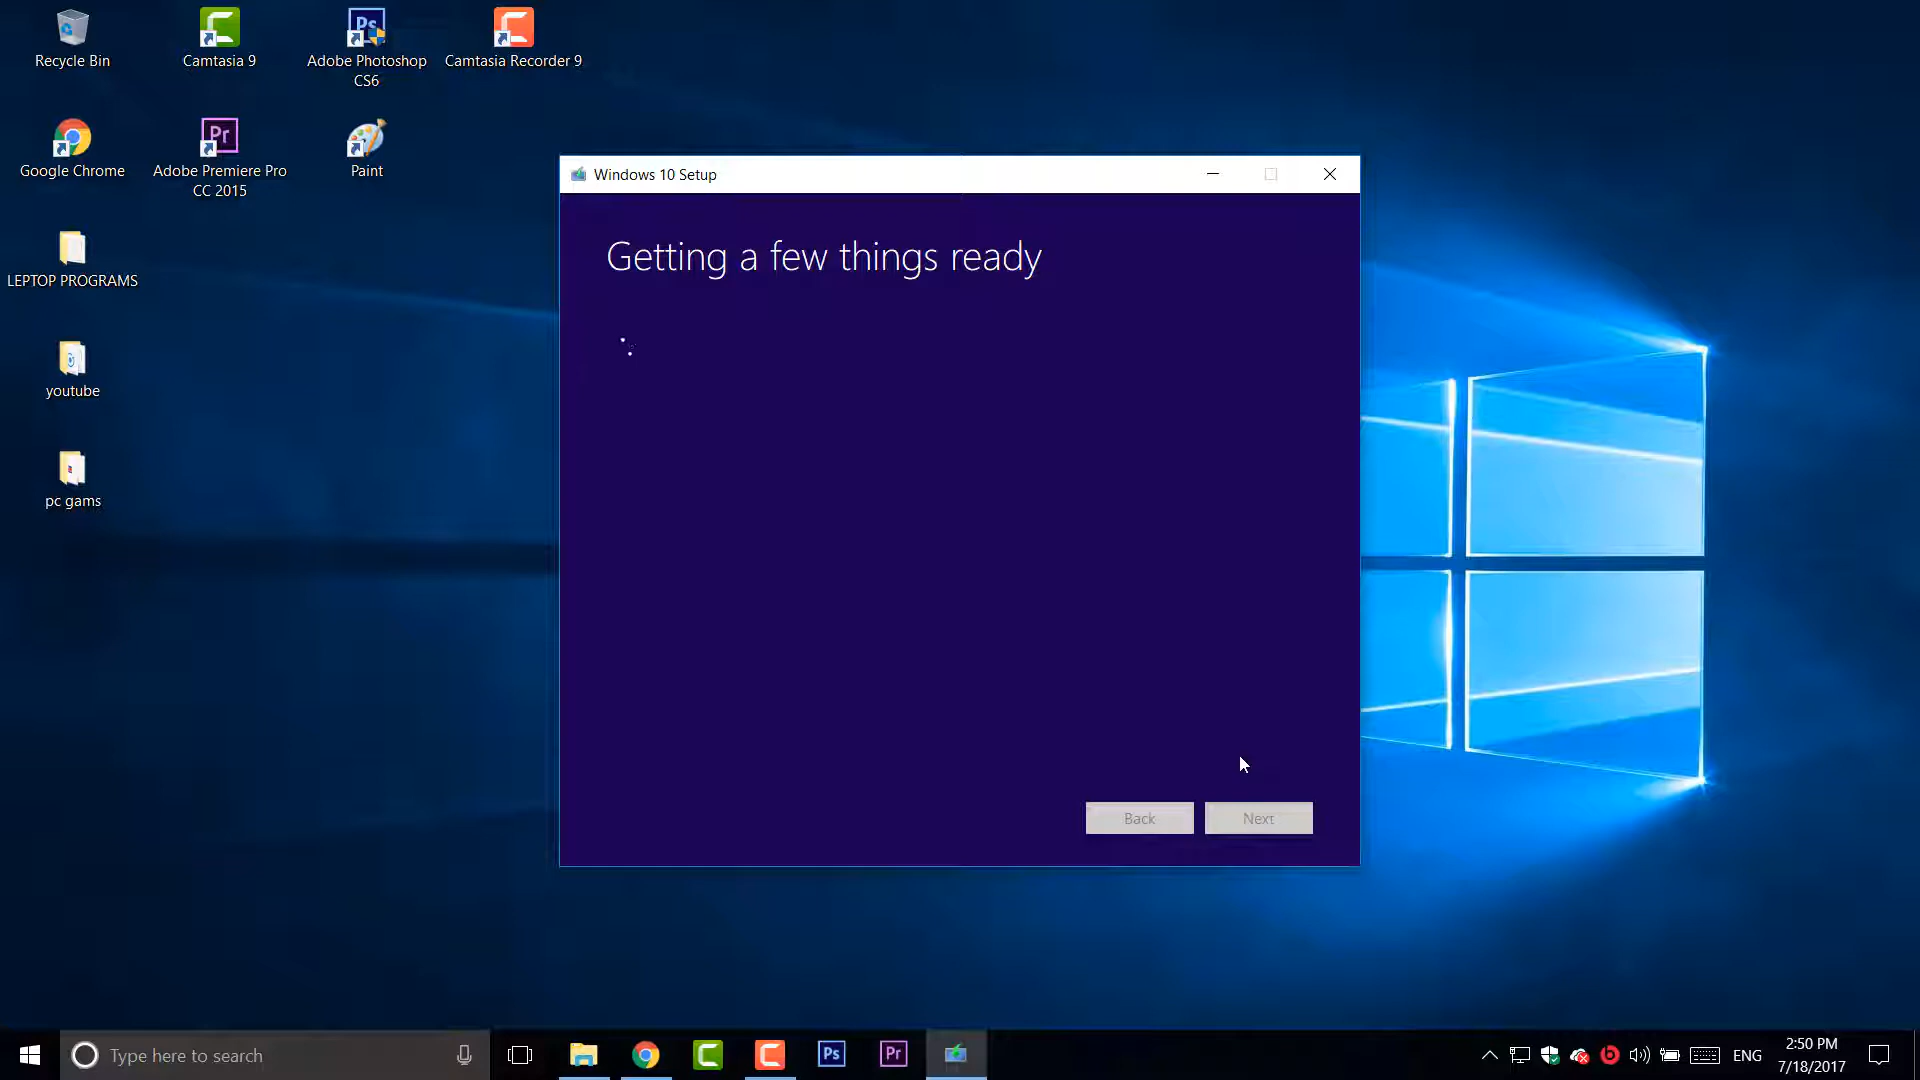 Recycle Bin
Camtasia 9
Adobe Photoshop
CS6
Camtasia Recorder 9
Google Chrome
Adobe Premiere Pro
CC 2015
Paint
LEPTOP PROGRAMS
youtube
pc gams
Windows 10 Setup
Getting a few things ready
Back
Next
Type here to search
Ps
Pr
ENG
2:50 PM
7/18/2017